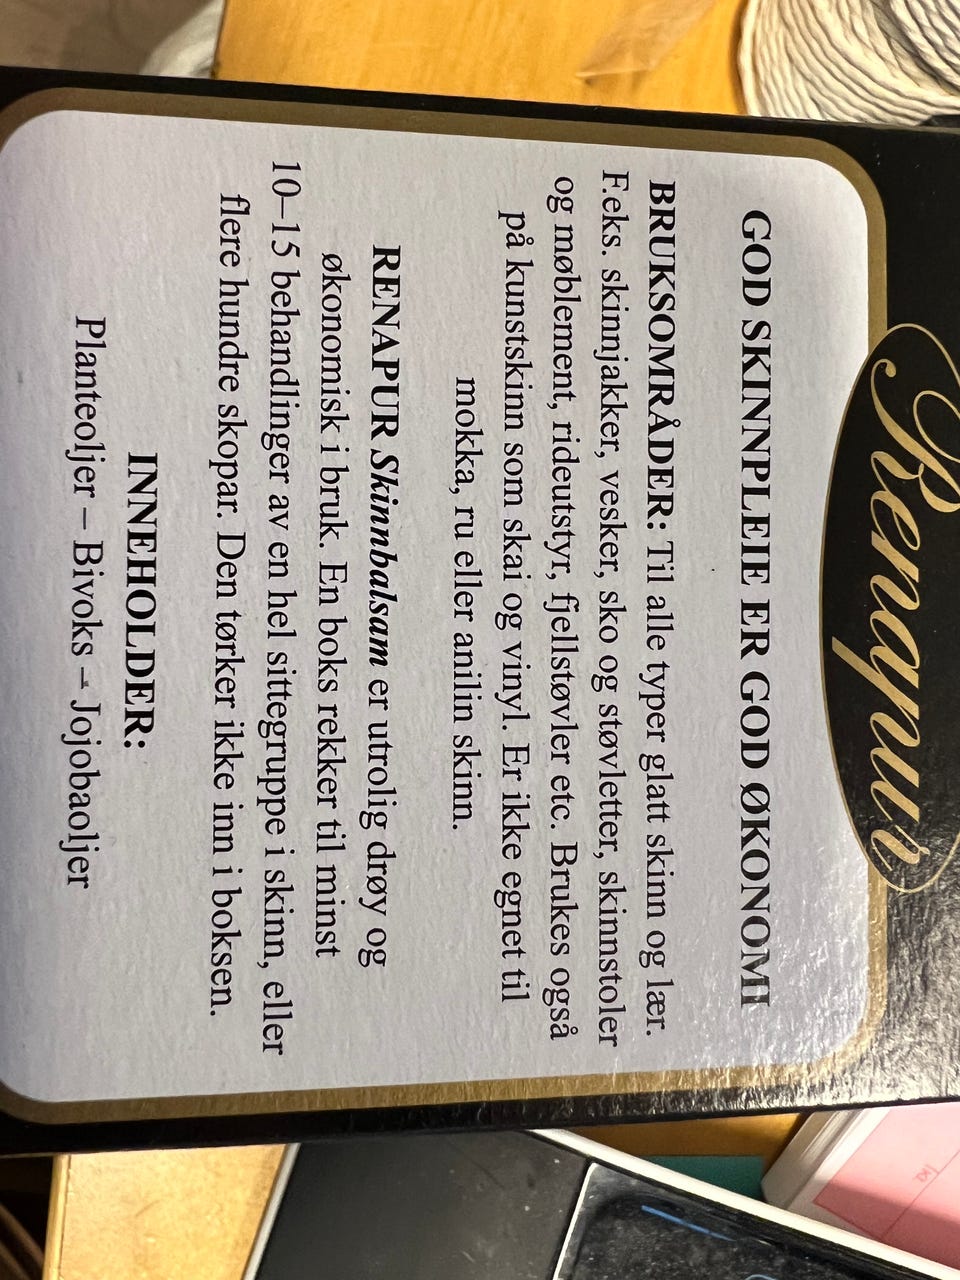 Renapur
GOD SKINNPLEIE ER GOD ØKONOMI
BRUKSOMRÅDER: Til alle typer glatt skinn og lær.
F.eks. skinnjakker, vesker, sko og støvletter, skinnstoler
og møblement, rideutstyr, fjellstøvler etc. Brukes også
på kunstskinn som skai og vinyl. Er ikke egnet til
mokka, ru eller anilin skinn.
RENAPUR Skinnbalsam er utrolig drøy og
økonomisk i bruk. En boks rekker til minst
10–15 behandlinger av en hel sittegruppe i skinn, eller
flere hundre skopar. Den tørker ikke inn i boksen.
INNEHOLDER:
Planteoljer – Bivoks – Jojobaoljer